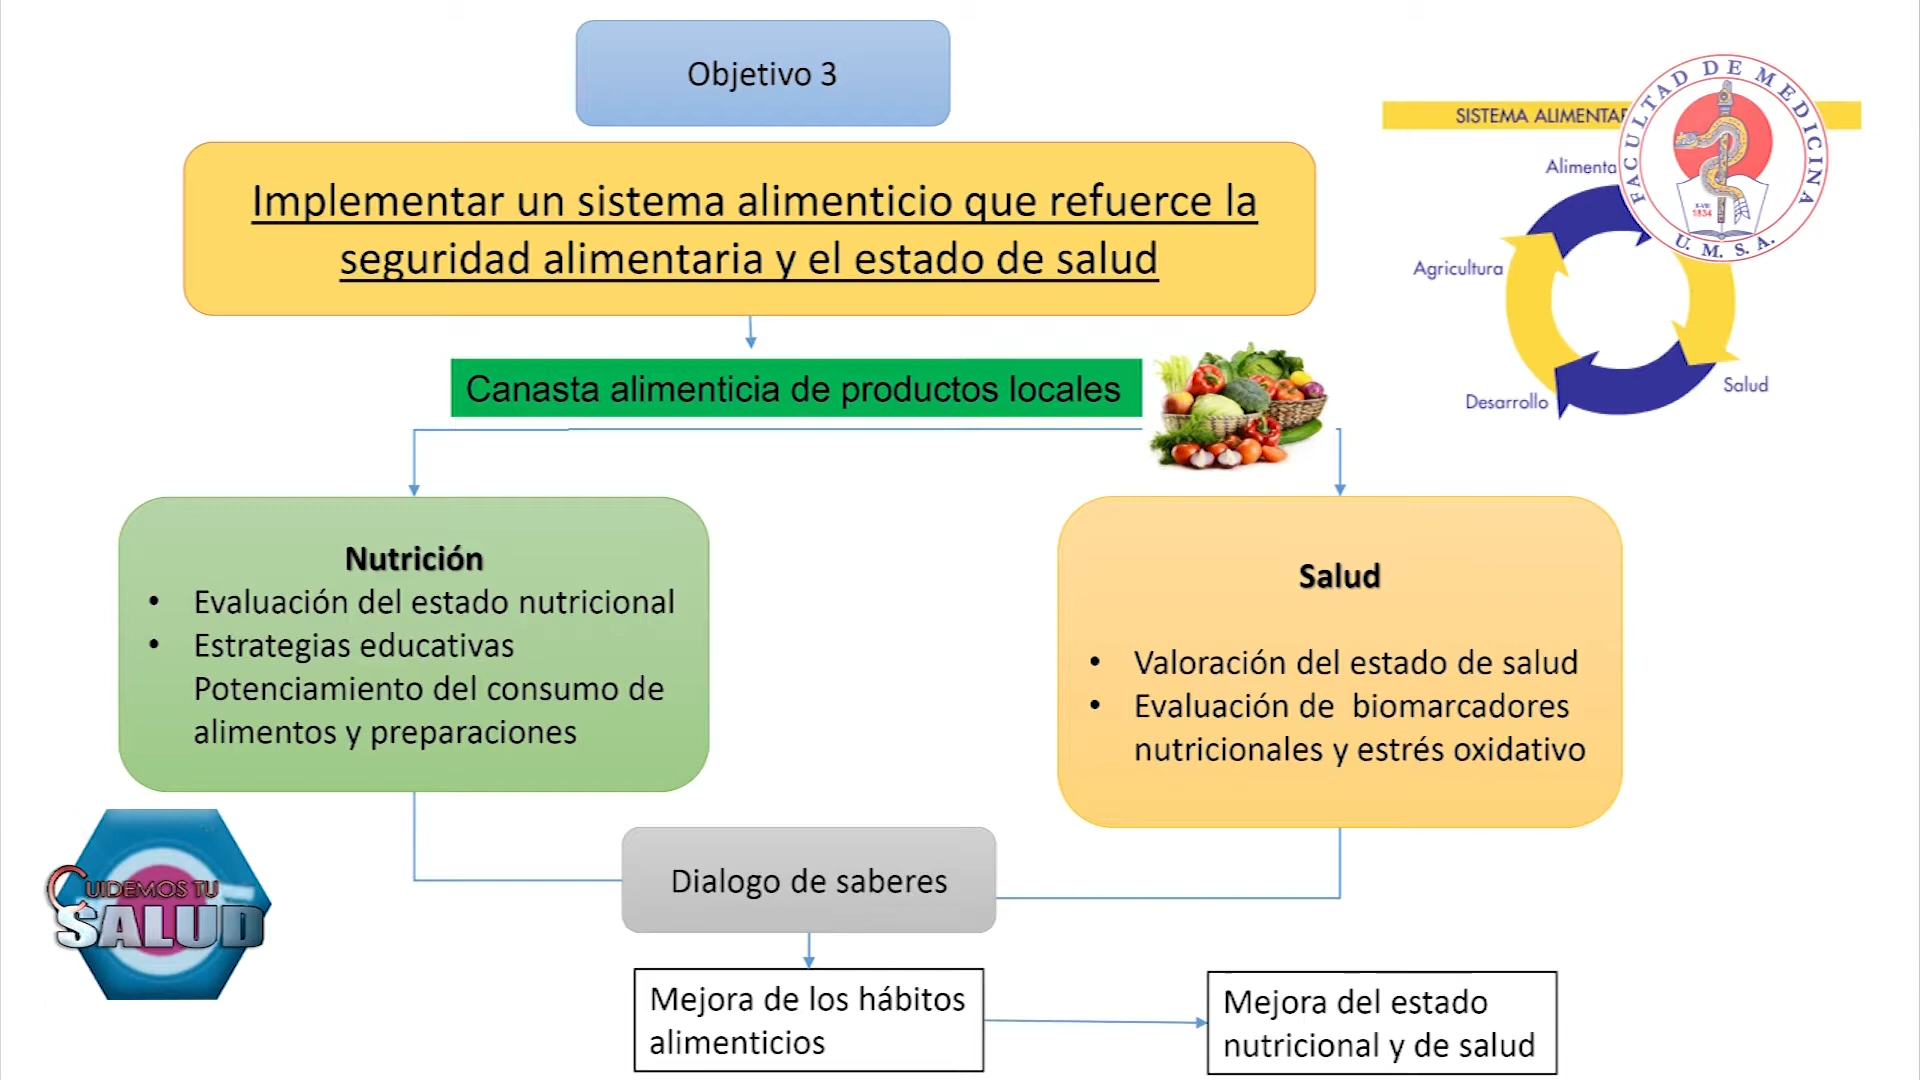 Objetivo 3
Implementar un sistema alimenticio que refuerce la
seguridad alimentaria y el estado de salud
Canasta alimenticia de productos locales
SISTEMA
Agricultura
Salud
Desarrollo
FACULTAD DE MEDICINA
1834
U. M. S. A.
Nutrición
• Evaluación del estado nutricional
• Estrategias educativas
Potenciamiento del consumo de
alimentos y preparaciones
Salud
• Valoración del estado de salud
• Evaluación de biomarcadores
nutricionales y estrés oxidativo
CUIDEMOS TU
SALUD
Dialogo de saberes
Mejora de los hábitos
alimenticios
Mejora del estado
nutricional y de salud